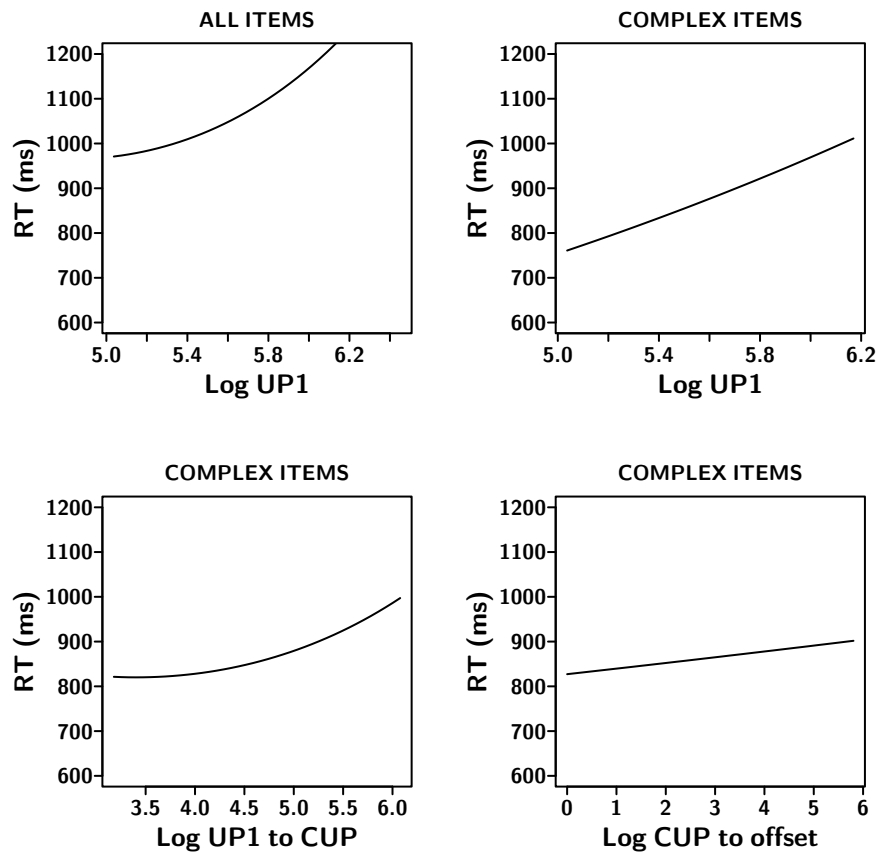 ALL ITEMS
1200
1100
1000
900
800
700
600
RT (ms)
5.0 5.4 5.8 6.2
Log UP1
COMPLEX ITEMS
1200
1100
1000
900
800
700
600
RT (ms)
5.0 5.4 5.8 6.2
Log UP1
COMPLEX ITEMS
1200
1100
1000
900
800
700
600
RT (ms)
3.5 4.0 4.5 5.0 5.5 6.0
Log UP1 to CUP
COMPLEX ITEMS
1200
1100
1000
900
800
700
600
RT (ms)
0 1 2 3 4 5 6
Log CUP to offset